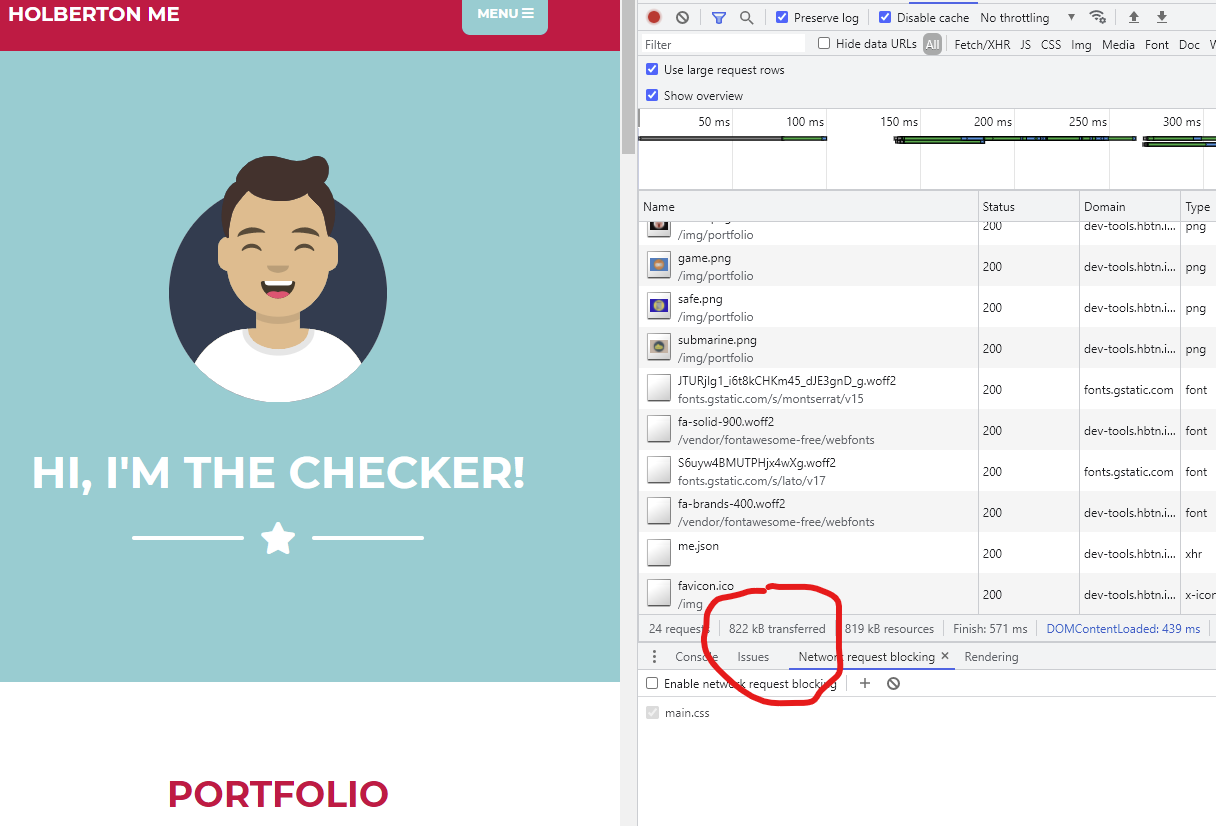 HOLBERTON ME
MENU
HI, I'M THE CHECKER!
PORTFOLIO
Preserve log
Disable cache
No throttling
Filter
Hide data URLs
All
Fetch/XHR
JS
CSS
Img
Media
Font
Doc
Use large request rows
Show overview
50 ms
100 ms
150 ms
200 ms
250 ms
300 ms
Name Status Domain Type
/img/portfolio
200 dev-tools.hbtn.i... png
game.png
/img/portfolio
200 dev-tools.hbtn.i... png
safe.png
/img/portfolio
200 dev-tools.hbtn.i... png
submarine.png
/img/portfolio
200 dev-tools.hbtn.i... png
JTURjIg1_i6t8kCHKm45_dJE3gnD_g.woff2
fonts.gstatic.com/s/montserrat/v15
200 fonts.gstatic.com font
fa-solid-900.woff2
/vendor/fontawesome-free/webfonts
200 dev-tools.hbtn.i... font
S6uyw4BMUTPHjx4wXg.woff2
fonts.gstatic.com/s/lato/v17
200 fonts.gstatic.com font
fa-brands-400.woff2
/vendor/fontawesome-free/webfonts
200 dev-tools.hbtn.i... font
me.json
200 dev-tools.hbtn.i... xhr
favicon.ico
/img
200 dev-tools.hbtn.i... x-icon
24 requests 822 kB transferred 819 kB resources Finish: 571 ms DOMContentLoaded: 439 ms
Console Issues Network request blocking × Rendering
Enable network request blocking
main.css